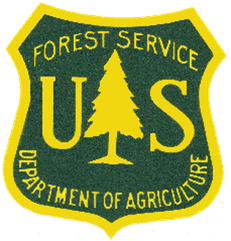 FOREST SERVICE
U S
DEPARTMENT OF AGRICULTURE